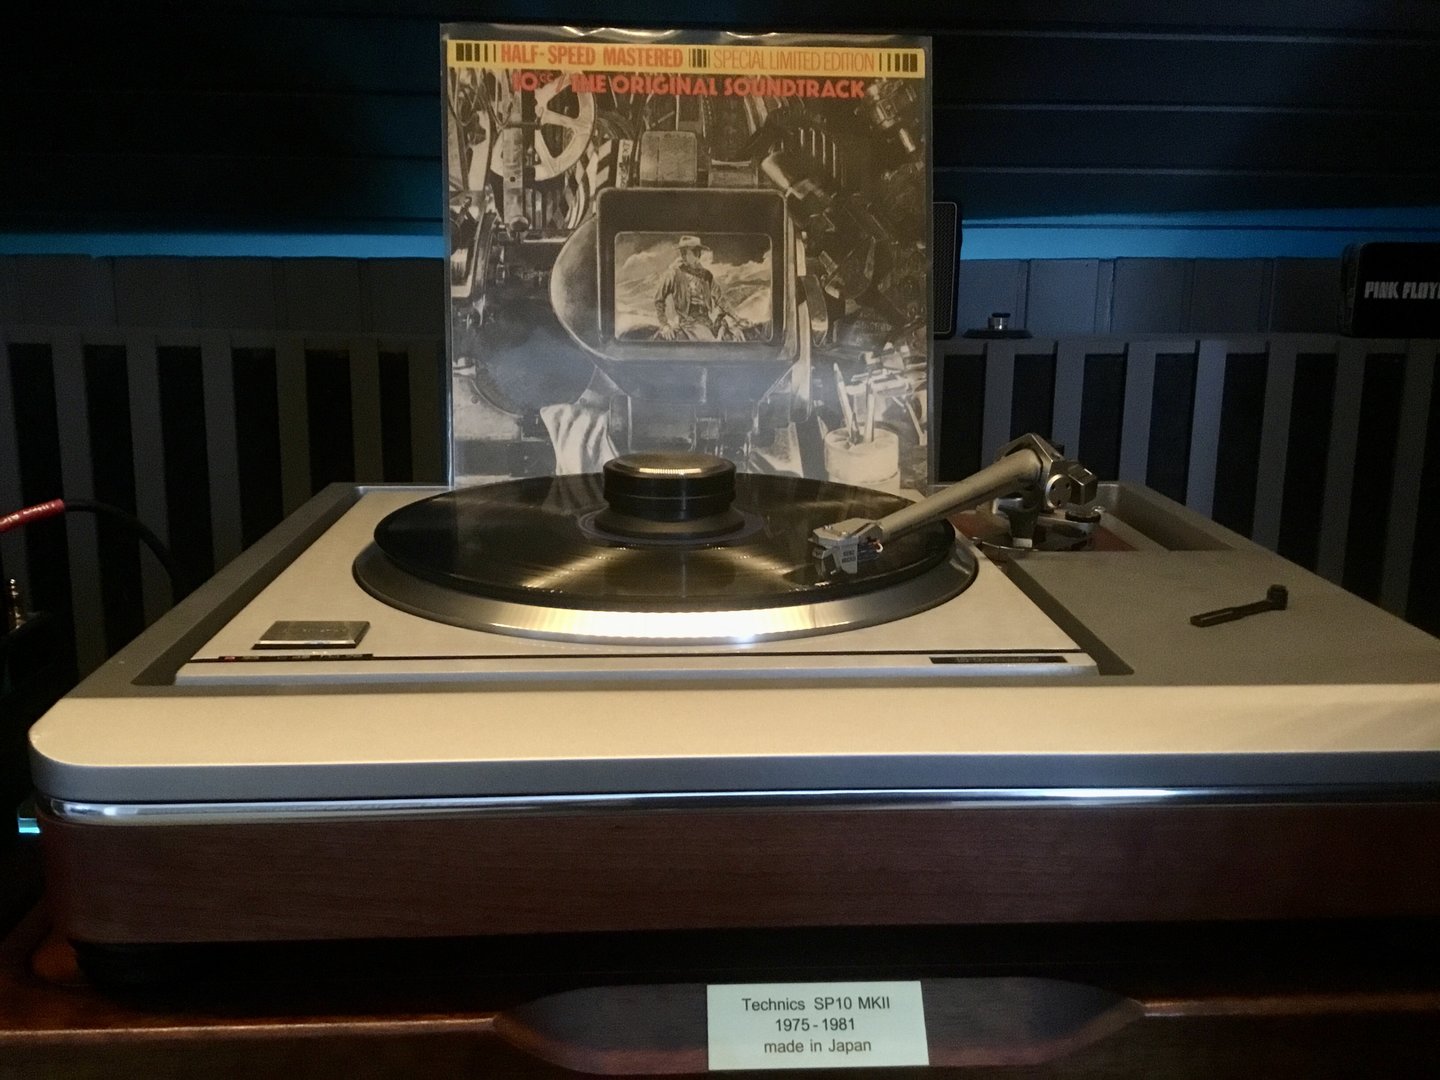 HALF-SPEED MASTERED SPECIAL LIMITED EDITION
10cc / THE ORIGINAL SOUNDTRACK
PINK FLOYD
Technics SP10 MKII
1975-1981
made in Japan